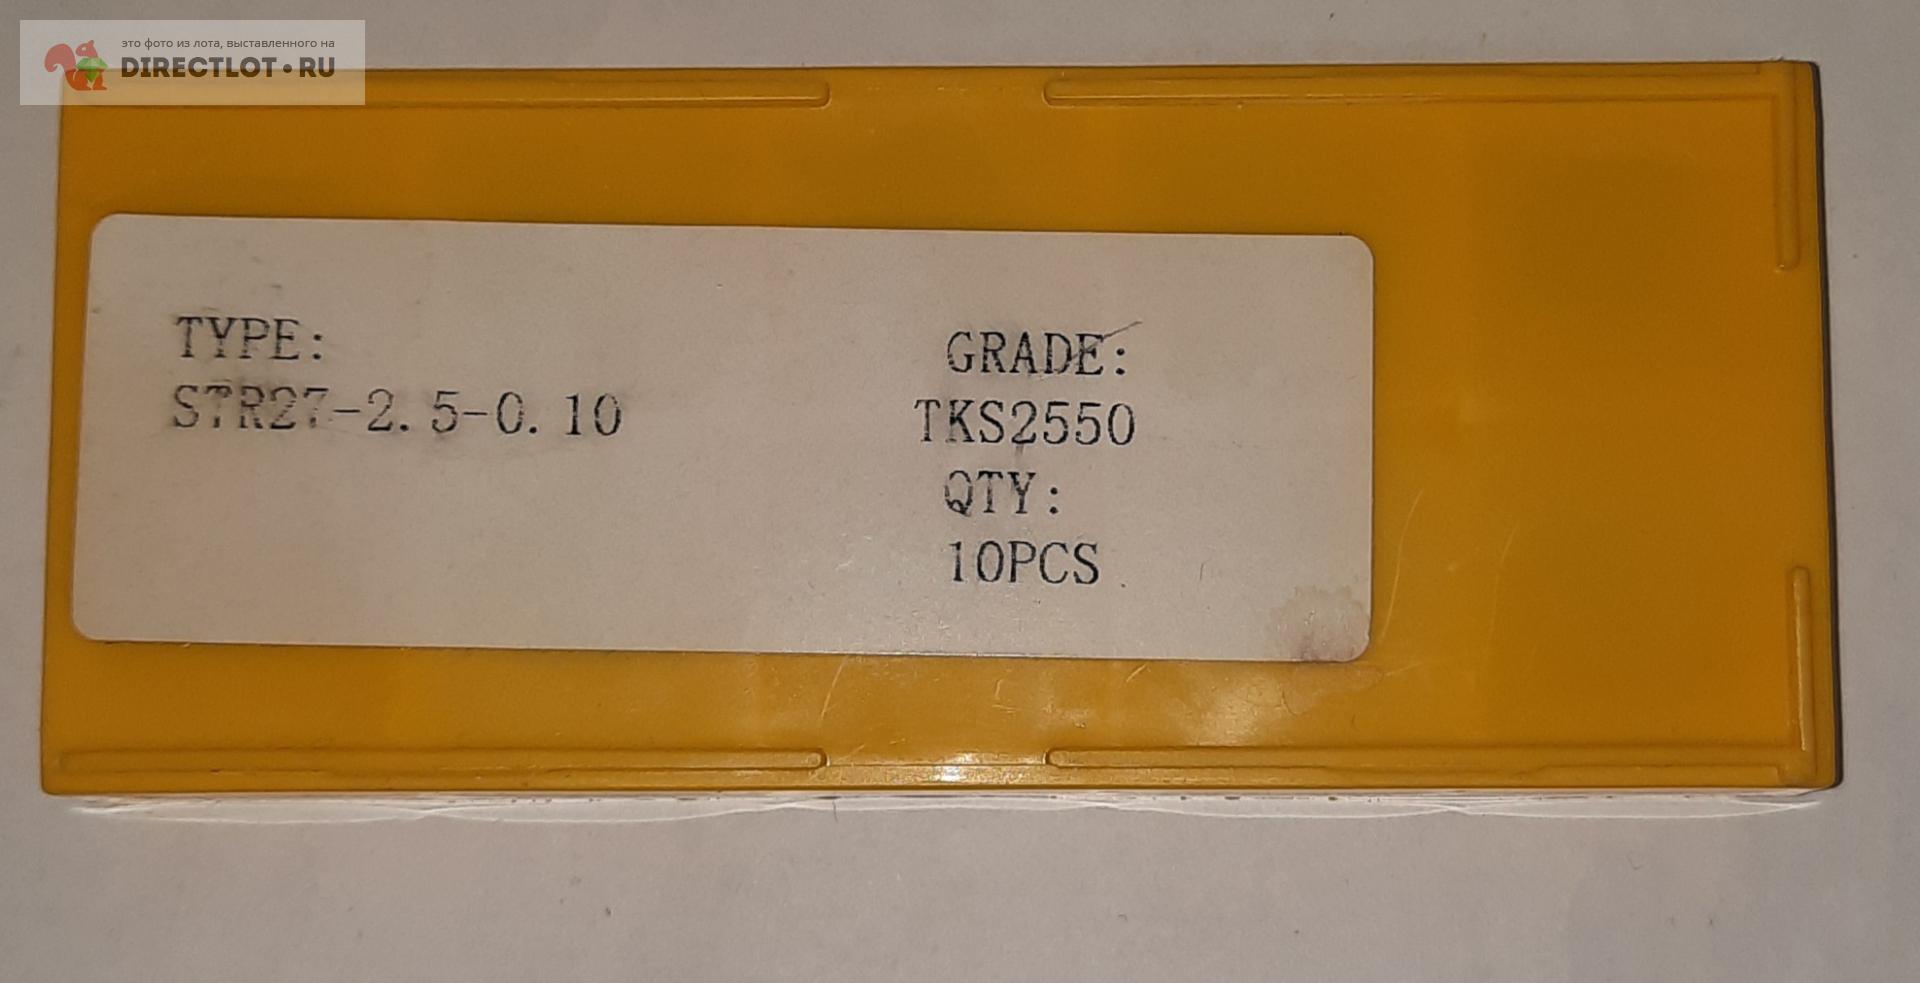 это фото из лота, выставленного на
DIRECTLOT•RU
TYPE:
STR27-2.5-0.10
GRADE:
TKS2550
QTY:
10PCS